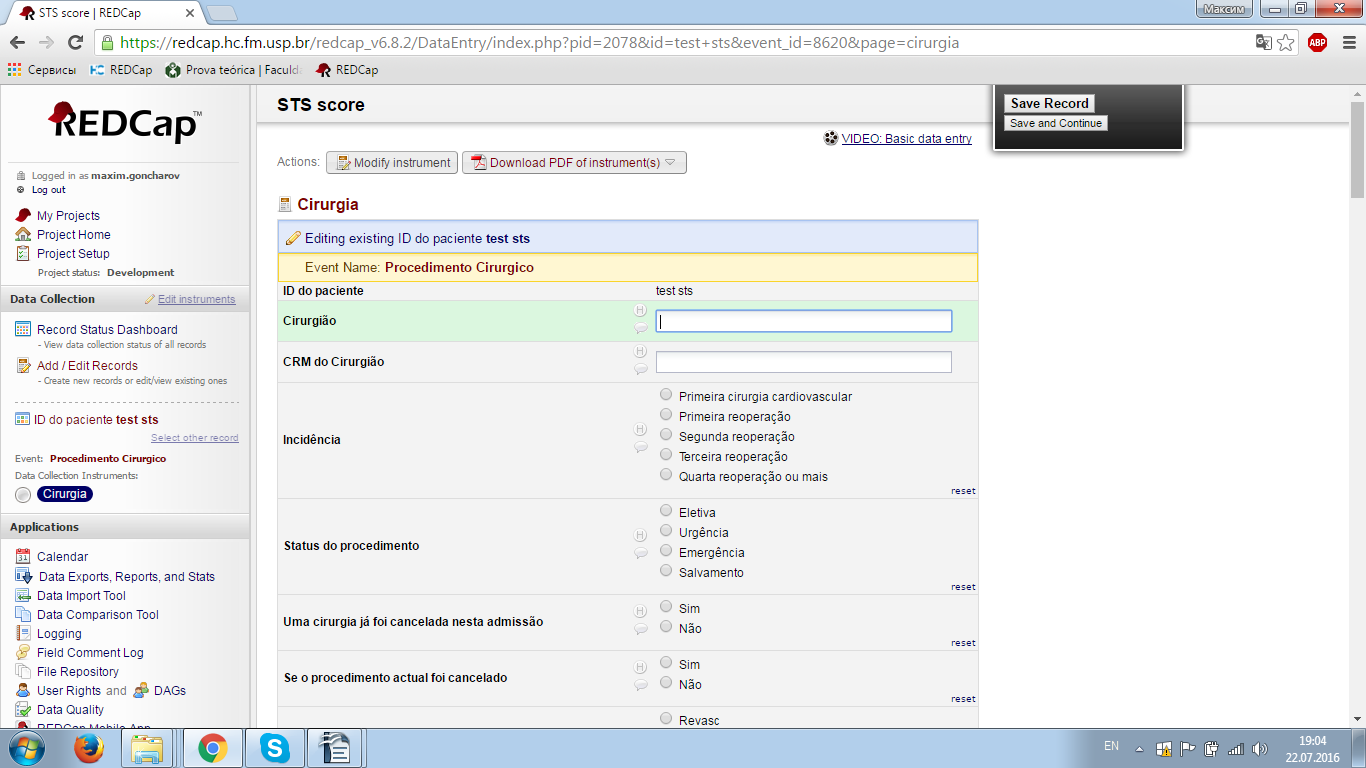 STS score | REDCap
Максим
https://redcap.hc.fm.usp.br/redcap_v6.8.2/DataEntry/index.php?pid=2078&id=test+sts&event_id=8620&page=cirurgia
ABP
Сервисы
HC REDCap
Prova teórica | Faculd
REDCap
REDCap™
Logged in as maxim.goncharov
Log out
My Projects
Project Home
Project Setup
Project status: Development
Data Collection
Edit instruments
Record Status Dashboard
- View data collection status of all records
Add / Edit Records
- Create new records or edit/view existing ones
ID do paciente test sts
Select other record
Event: Procedimento Cirurgico
Data Collection Instruments:
Cirurgia
Applications
Calendar
Data Exports, Reports, and Stats
Data Import Tool
Data Comparison Tool
Logging
Field Comment Log
File Repository
User Rights and DAGs
Data Quality
REDCap Mobile App
STS score
Save Record
Save and Continue
VIDEO: Basic data entry
Actions:
Modify instrument
Download PDF of instrument(s)
Cirurgia
Editing existing ID do paciente test sts
Event Name: Procedimento Cirurgico
ID do paciente
test sts
Cirurgião
H
CRM do Cirurgião
H
Incidência
H
Primeira cirurgia cardiovascular
Primeira reoperação
Segunda reoperação
Terceira reoperação
Quarta reoperação ou mais
reset
Status do procedimento
H
Eletiva
Urgência
Emergência
Salvamento
reset
Uma cirurgia já foi cancelada nesta admissão
H
Sim
Não
reset
Se o procedimento actual foi cancelado
H
Sim
Não
reset
Revasc
EN
19:04
22.07.2016